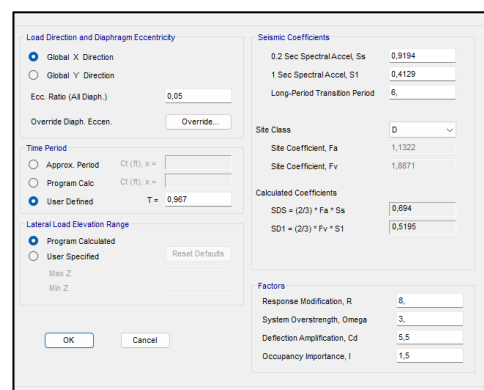 Load Direction and Diaphragm Eccentricity
Global X Direction
Global Y Direction
Ecc. Ratio (All Diaph.) 0,05
Override Diaph. Eccen. Override...
Time Period
Approx. Period Ct (ft), x =
Program Calc Ct (ft), x =
User Defined T = 0,967
Lateral Load Elevation Range
Program Calculated
User Specified Reset Defaults
Max Z
Min Z
OK Cancel
Seismic Coefficients
0.2 Sec Spectral Accel, Ss 0,9194
1 Sec Spectral Accel, S1 0,4129
Long-Period Transition Period 6,
Site Class D
Site Coefficient, Fa 1,1322
Site Coefficient, Fv 1,8871
Calculated Coefficients
SDS = (2/3) * Fa * Ss 0,694
SD1 = (2/3) * Fv * S1 0,5195
Factors
Response Modification, R 8,
System Overstrength, Omega 3,
Deflection Amplification, Cd 5,5
Occupancy Importance, I 1,5